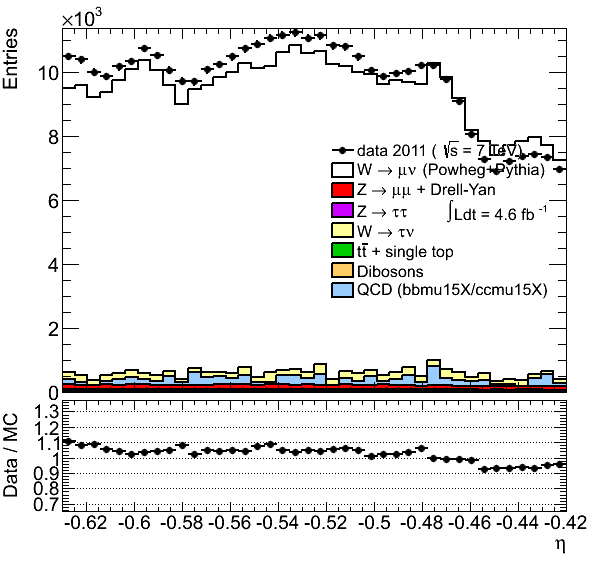 ×10³
Entries
10
8
6
4
2
0
data 2011 ( √s = 7 TeV)
W → μν (Powheg+Pythia)
Z → μμ + Drell-Yan
Z → ττ
∫Ldt = 4.6 fb⁻¹
W → τν
tt̄ + single top
Dibosons
QCD (bbmu15X/ccmu15X)
Data / MC
1.3
1.2
1.1
1
0.9
0.8
0.7
-0.62 -0.6 -0.58 -0.56 -0.54 -0.52 -0.5 -0.48 -0.46 -0.44 -0.42
η